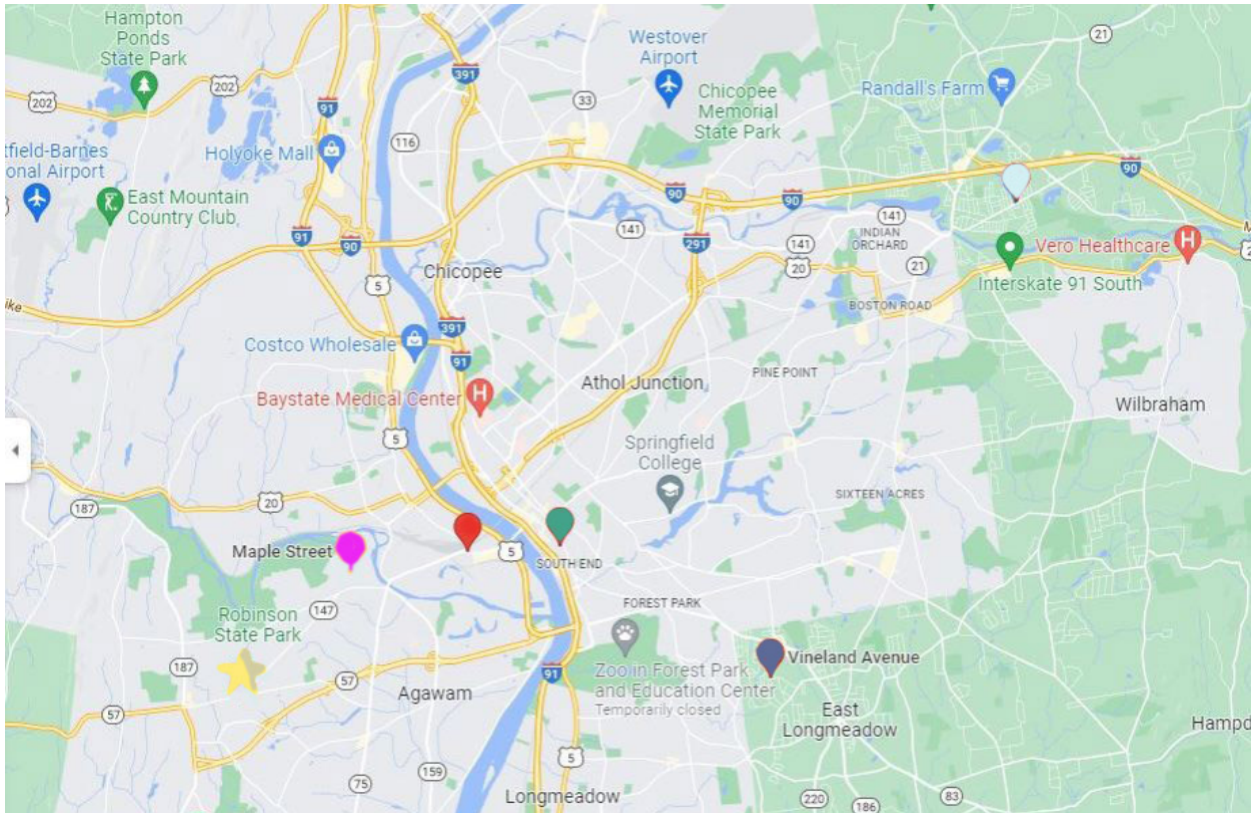 Hampton
Ponds
State Park
202
202
391
91
Westover
Airport
33
21
Randall's Farm
Chicopee
Memorial
State Park
116
Holyoke Mall
tfield-Barnes
onal Airport
East Mountain
Country Club
90
90
90
91
90
141
291
141
141
INDIAN
ORCHARD
20
21
Vero Healthcare
H
M
2
Interskate 91 South
Chicopee
5
BOSTON ROAD
ike
391
Costco Wholesale
91
Athol Junction
PINE POINT
Baystate Medical Center
H
Wilbraham
5
Springfield
College
SIXTEEN ACRES
20
187
Maple Street
5
SOUTH END
147
FOREST PARK
Robinson
State Park
187
57
91
Zoo in Forest Park
and Education Center
Temporarily closed
Vineland Avenue
Agawam
57
East
Longmeadow
Hampd
5
159
75
Longmeadow
220
186
83